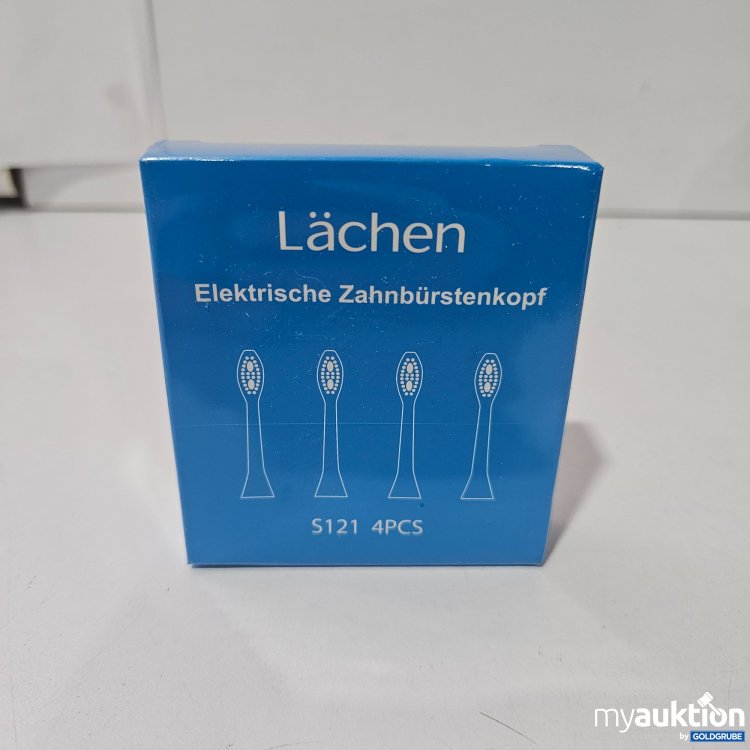 Lächen
Elektrische Zahnbürstenkopf
S121 4PCS
myauktion
by GOLDGRUBE